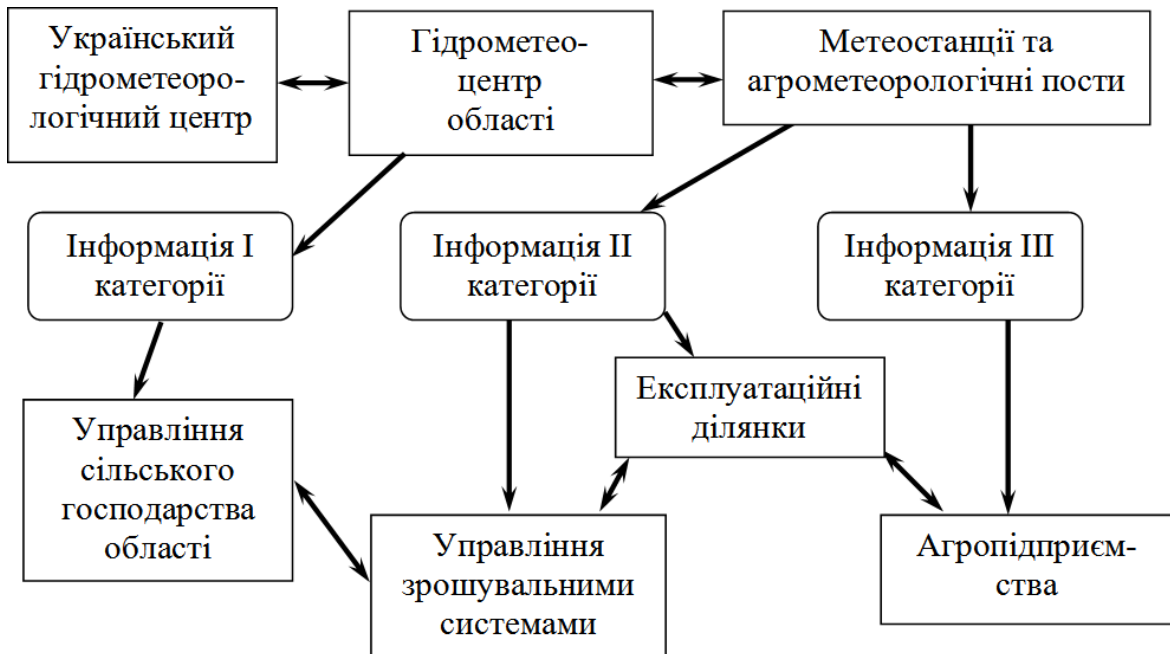 Український
гідрометеоро-
логічний центр
Гідрометео-
центр
області
Метеостанції та
агрометеорологічні пости
Інформація І
категорії
Інформація ІІ
категорії
Інформація ІІІ
категорії
Експлуатаційні
ділянки
Управління
сільського
господарства
області
Управління
зрошувальними
системами
Агропідприєм-
ства